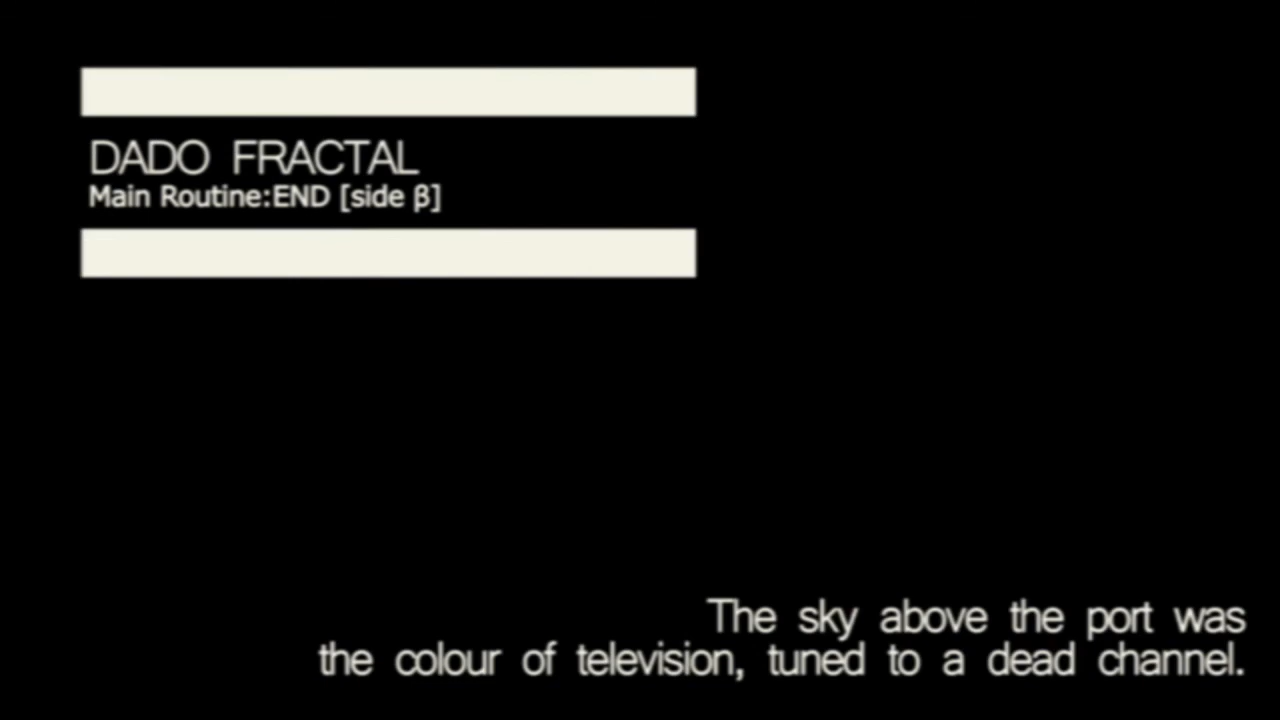 DADO FRACTAL
Main Routine:END [side β]
The sky above the port was
the colour of television, tuned to a dead channel.